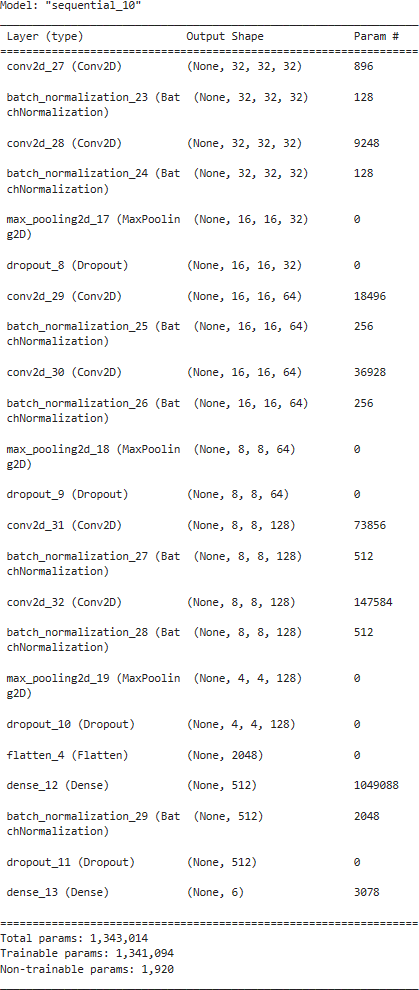 Model: "sequential_10"
Layer (type) Output Shape Param #
conv2d_27 (Conv2D) (None, 32, 32, 32) 896
batch_normalization_23 (Bat (None, 32, 32, 32) 128
chNormalization)
conv2d_28 (Conv2D) (None, 32, 32, 32) 9248
batch_normalization_24 (Bat (None, 32, 32, 32) 128
chNormalization)
max_pooling2d_17 (MaxPoolin (None, 16, 16, 32) 0
g2D)
dropout_8 (Dropout) (None, 16, 16, 32) 0
conv2d_29 (Conv2D) (None, 16, 16, 64) 18496
batch_normalization_25 (Bat (None, 16, 16, 64) 256
chNormalization)
conv2d_30 (Conv2D) (None, 16, 16, 64) 36928
batch_normalization_26 (Bat (None, 16, 16, 64) 256
chNormalization)
max_pooling2d_18 (MaxPoolin (None, 8, 8, 64) 0
g2D)
dropout_9 (Dropout) (None, 8, 8, 64) 0
conv2d_31 (Conv2D) (None, 8, 8, 128) 73856
batch_normalization_27 (Bat (None, 8, 8, 128) 512
chNormalization)
conv2d_32 (Conv2D) (None, 8, 8, 128) 147584
batch_normalization_28 (Bat (None, 8, 8, 128) 512
chNormalization)
max_pooling2d_19 (MaxPoolin (None, 4, 4, 128) 0
g2D)
dropout_10 (Dropout) (None, 4, 4, 128) 0
flatten_4 (Flatten) (None, 2048) 0
dense_12 (Dense) (None, 512) 1049088
batch_normalization_29 (Bat (None, 512) 2048
chNormalization)
dropout_11 (Dropout) (None, 512) 0
dense_13 (Dense) (None, 6) 3078
Total params: 1,343,014
Trainable params: 1,341,094
Non-trainable params: 1,920